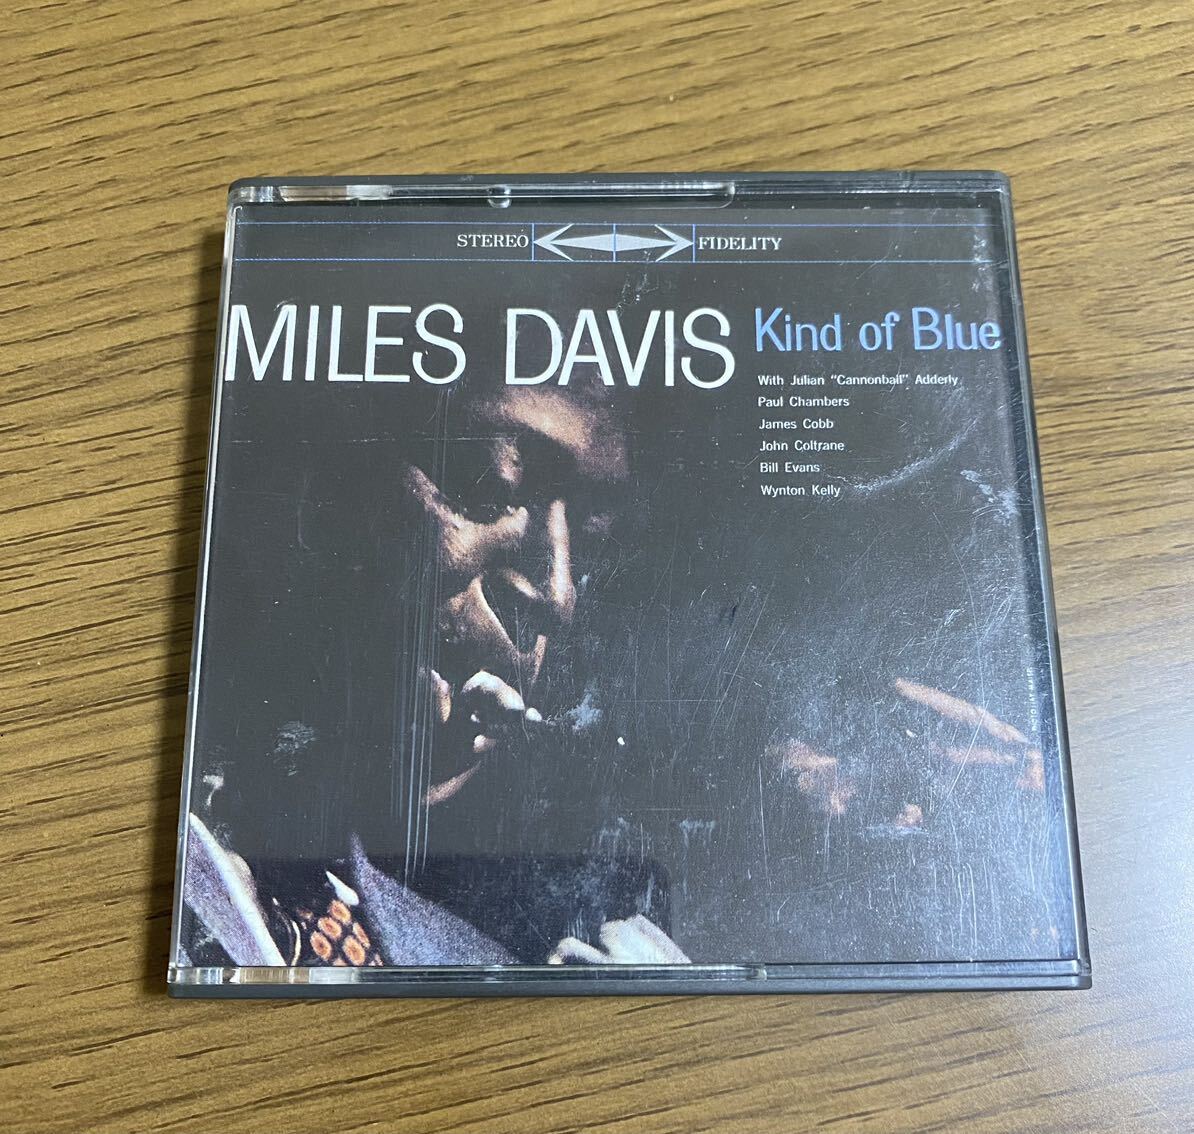 STEREO FIDELITY
MILES DAVIS Kind of Blue
With Julian "Cannonball" Adderly
Paul Chambers
James Cobb
John Coltrane
Bill Evans
Wynton Kelly